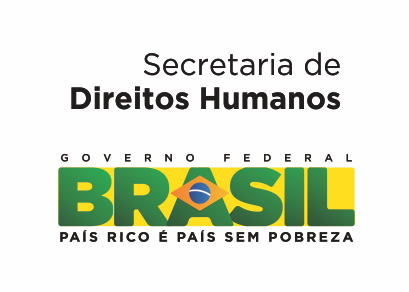 Secretaria de
Direitos Humanos
GOVERNO FEDERAL
BRASIL
PAÍS RICO É PAÍS SEM POBREZA